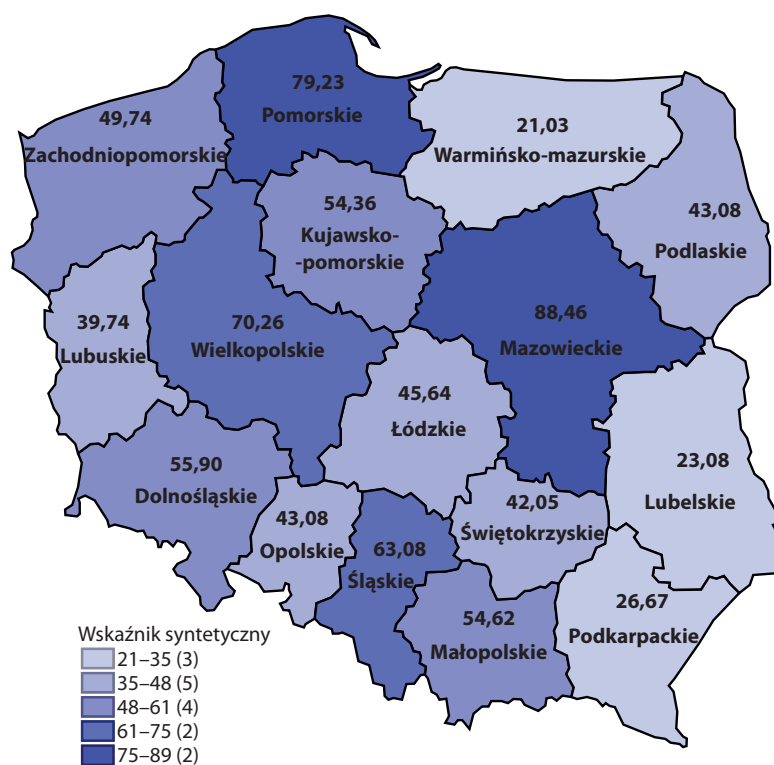 79,23
Pomorskie
49,74
Zachodniopomorskie
21,03
Warmińsko-mazurskie
54,36
Kujawsko-
-pomorskie
43,08
Podlaskie
39,74
Lubuskie
70,26
Wielkopolskie
88,46
Mazowieckie
45,64
Łódzkie
55,90
Dolnośląskie
23,08
Lubelskie
43,08
Opolskie
42,05
Świętokrzyskie
63,08
Śląskie
54,62
Małopolskie
26,67
Podkarpackie
Wskaźnik syntetyczny
21–35 (3)
35–48 (5)
48–61 (4)
61–75 (2)
75–89 (2)